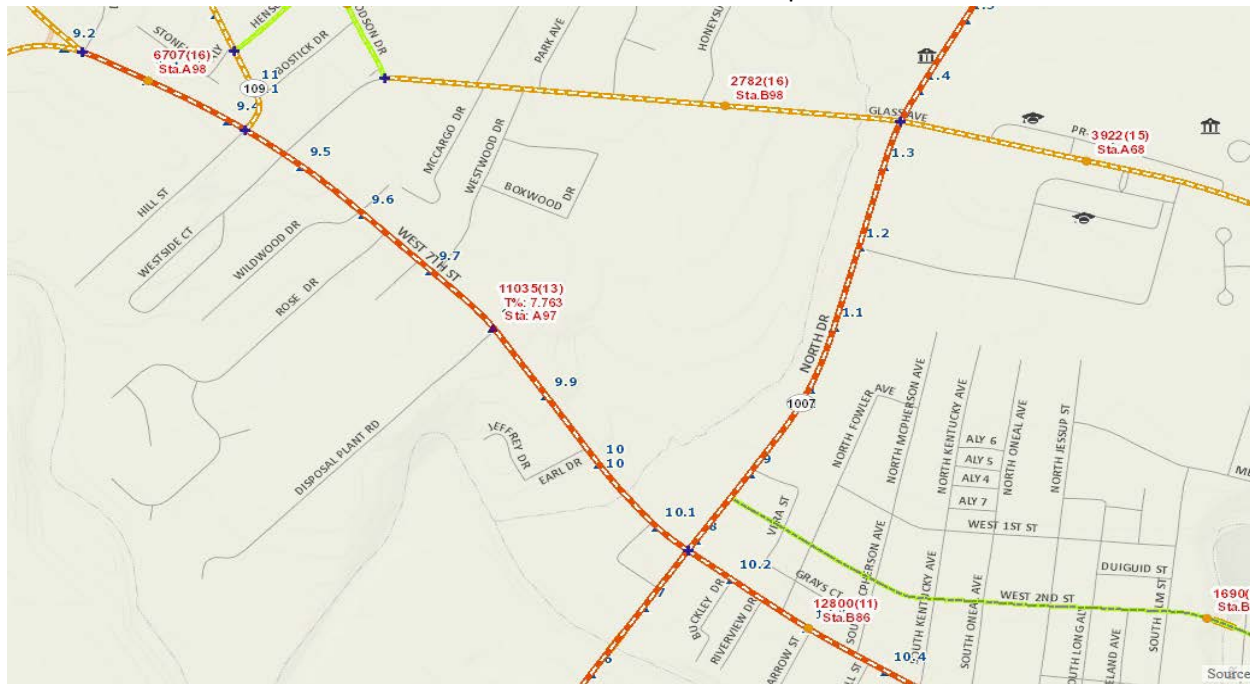 1.4
9.2
STONE
ALY
HENS
BOSTICK DR
DSON DR
PARK AVE
HONEYSU
6707(16)
Sta.A98
11
109
9.4
2782(16)
Sta.B98
GLASS AVE
3922(15)
Sta.A68
1.3
MCCARGO DR
WESTWOOD DR
BOXWOOD DR
9.5
9.6
HILL ST
WESTSIDE CT
WILDWOOD DR
WEST 7TH ST
9.7
ROSE DR
1.2
11035(13)
T%: 7.763
Sta: A97
1.1
NORTH DR
9.9
1007
NORTH FOWLER AVE
NORTH MCPHERSON AVE
NORTH KENTUCKY AVE
NORTH ONEAL AVE
NORTH JESSUP ST
ALY 6
ALY 5
ALY 4
ALY 7
JEFFREY DR
EARL DR
DISPOSAL PLANT RD
10
10
9
10.1
8
VERA ST
WEST 1ST ST
10.2
GRAYS CT
DUIGUID ST
WEST 2ND ST
7
BUCKLEY DR
RIVERVIEW DR
12800(11)
Sta.B86
SOUTH KENTUCKY AVE
SOUTH ONEAL AVE
1690(
Sta.B
10.4
6
Source